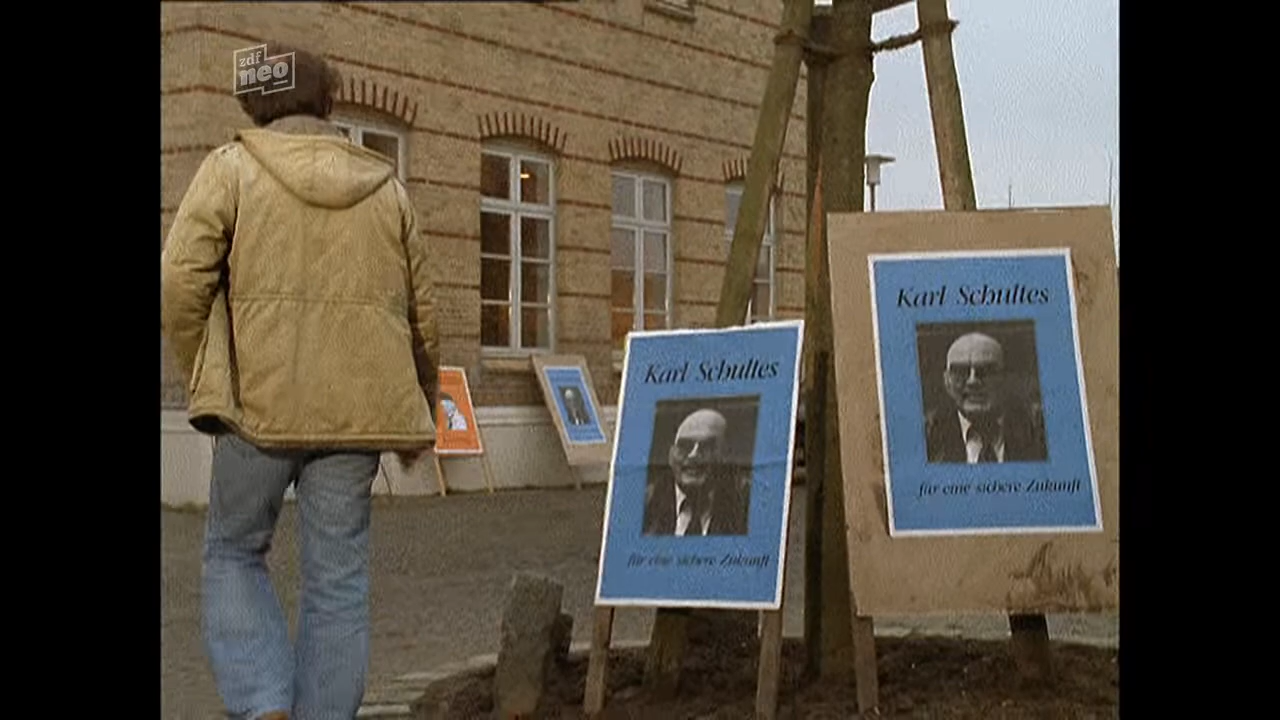 zdf
neo
Karl Schultes
für eine sichere Zukunft
Karl Schultes
für eine sichere Zukunft